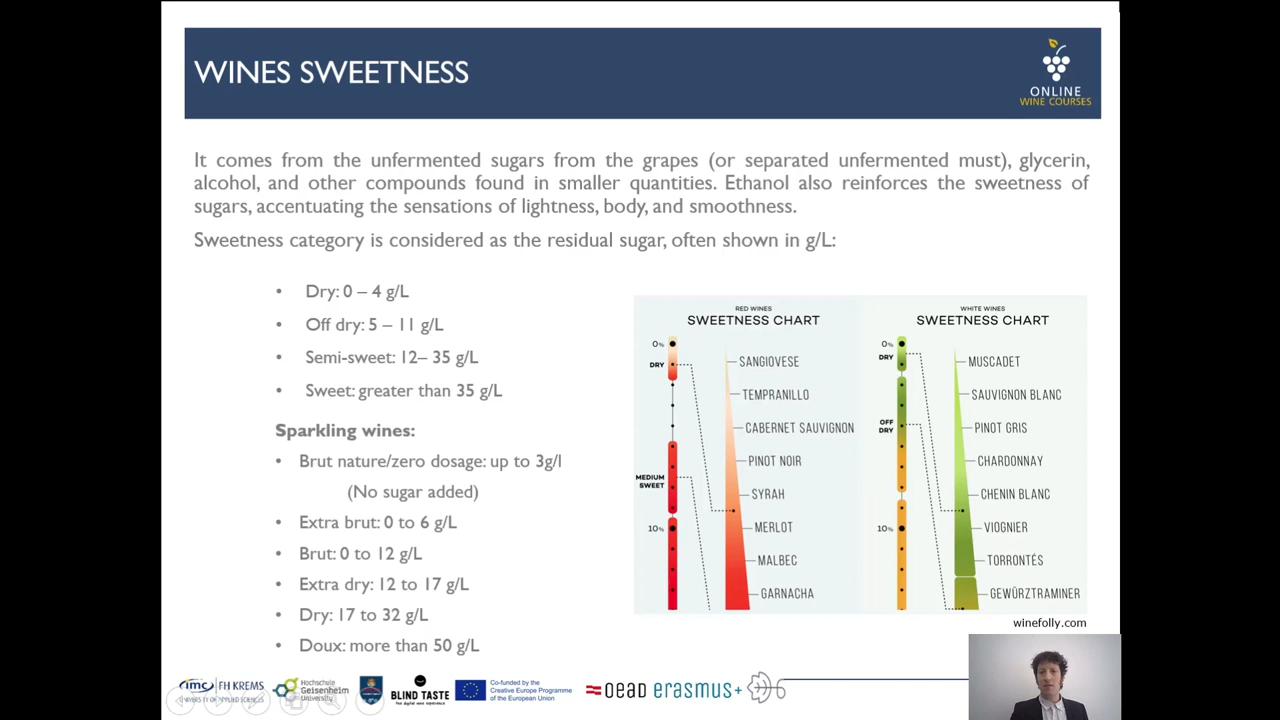 WINES SWEETNESS
ONLINE
WINE COURSES
It comes from the unfermented sugars from the grapes (or separated unfermented must), glycerin,
alcohol, and other compounds found in smaller quantities. Ethanol also reinforces the sweetness of
sugars, accentuating the sensations of lightness, body, and smoothness.
Sweetness category is considered as the residual sugar, often shown in g/L:
• Dry: 0 – 4 g/L
• Off dry: 5 – 11 g/L
• Semi-sweet: 12– 35 g/L
• Sweet: greater than 35 g/L
Sparkling wines:
• Brut nature/zero dosage: up to 3g/l
(No sugar added)
• Extra brut: 0 to 6 g/L
• Brut: 0 to 12 g/L
• Extra dry: 12 to 17 g/L
• Dry: 17 to 32 g/L
• Doux: more than 50 g/L
RED WINES
SWEETNESS CHART
0%
DRY
MEDIUM
SWEET
10%
SANGIOVESE
TEMPRANILLO
CABERNET SAUVIGNON
PINOT NOIR
SYRAH
MERLOT
MALBEC
GARNACHA
WHITE WINES
SWEETNESS CHART
0%
DRY
OFF
DRY
10%
MUSCADET
SAUVIGNON BLANC
PINOT GRIS
CHARDONNAY
CHENIN BLANC
VIOGNIER
TORRONTÉS
GEWÜRZTRAMINER
winefolly.com
imc FH KREMS
UNIVERSITY OF APPLIED SCIENCES
Hochschule
Geisenheim
University
BLIND TASTE
Co-funded by the
Creative Europe Programme
of the European Union
oead erasmus+